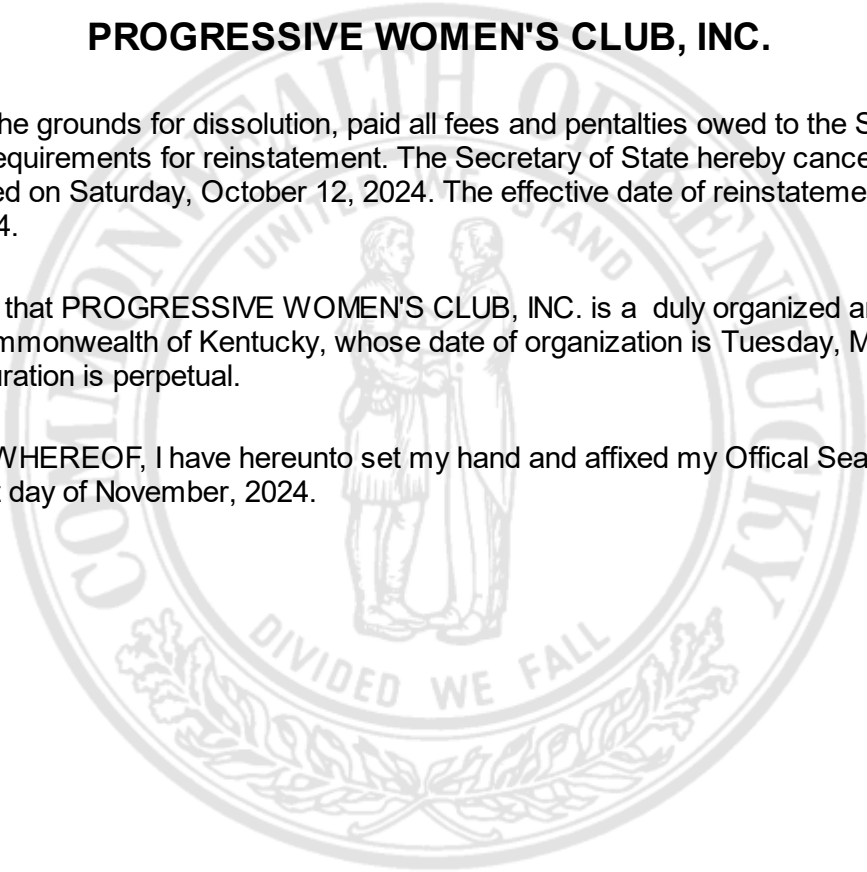 PROGRESSIVE WOMEN'S CLUB, INC.
he grounds for dissolution, paid all fees and pentalties owed to the S
equirements for reinstatement. The Secretary of State hereby cance
ed on Saturday, October 12, 2024. The effective date of reinstateme
4.
that PROGRESSIVE WOMEN'S CLUB, INC. is a duly organized a
mmonwealth of Kentucky, whose date of organization is Tuesday, M
uration is perpetual.
WHEREOF, I have hereunto set my hand and affixed my Offical Sea
t day of November, 2024.
COMMONWEALTH OF KENTUCKY
UNITED WE STAND
DIVIDED WE FALL